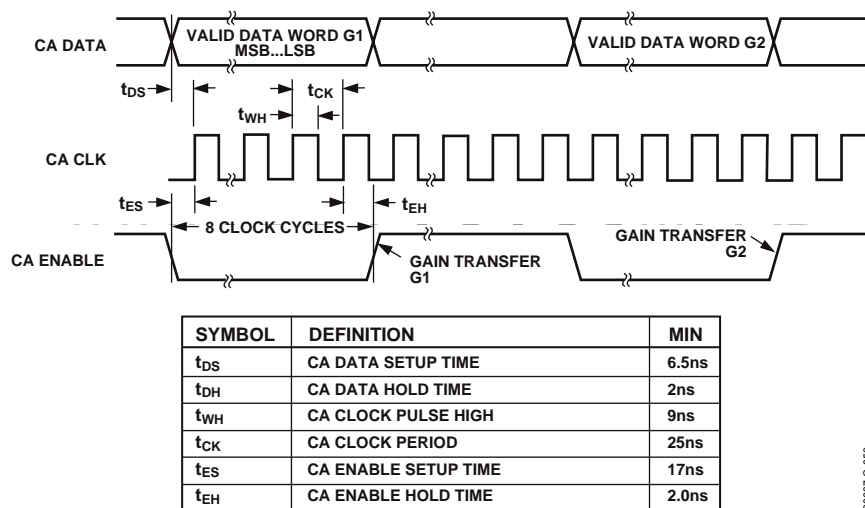 CA DATA
VALID DATA WORD G1
MSB...LSB
VALID DATA WORD G2
tDS
tCK
tWH
CA CLK
tES
tEH
8 CLOCK CYCLES
CA ENABLE
GAIN TRANSFER
G1
GAIN TRANSFER
G2
SYMBOL DEFINITION MIN
tDS CA DATA SETUP TIME 6.5ns
tDH CA DATA HOLD TIME 2ns
tWH CA CLOCK PULSE HIGH 9ns
tCK CA CLOCK PERIOD 25ns
tES CA ENABLE SETUP TIME 17ns
tEH CA ENABLE HOLD TIME 2.0ns